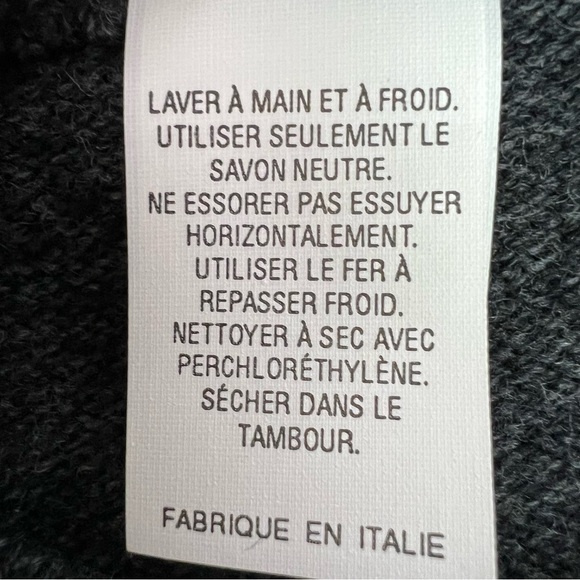 LAVER À MAIN ET À FROID.
UTILISER SEULEMENT LE
SAVON NEUTRE.
NE ESSORER PAS ESSUYER
HORIZONTALEMENT.
UTILISER LE FER À
REPASSER FROID.
NETTOYER À SEC AVEC
PERCHLORÉTHYLÈNE.
SÉCHER DANS LE
TAMBOUR.
FABRIQUE EN ITALIE